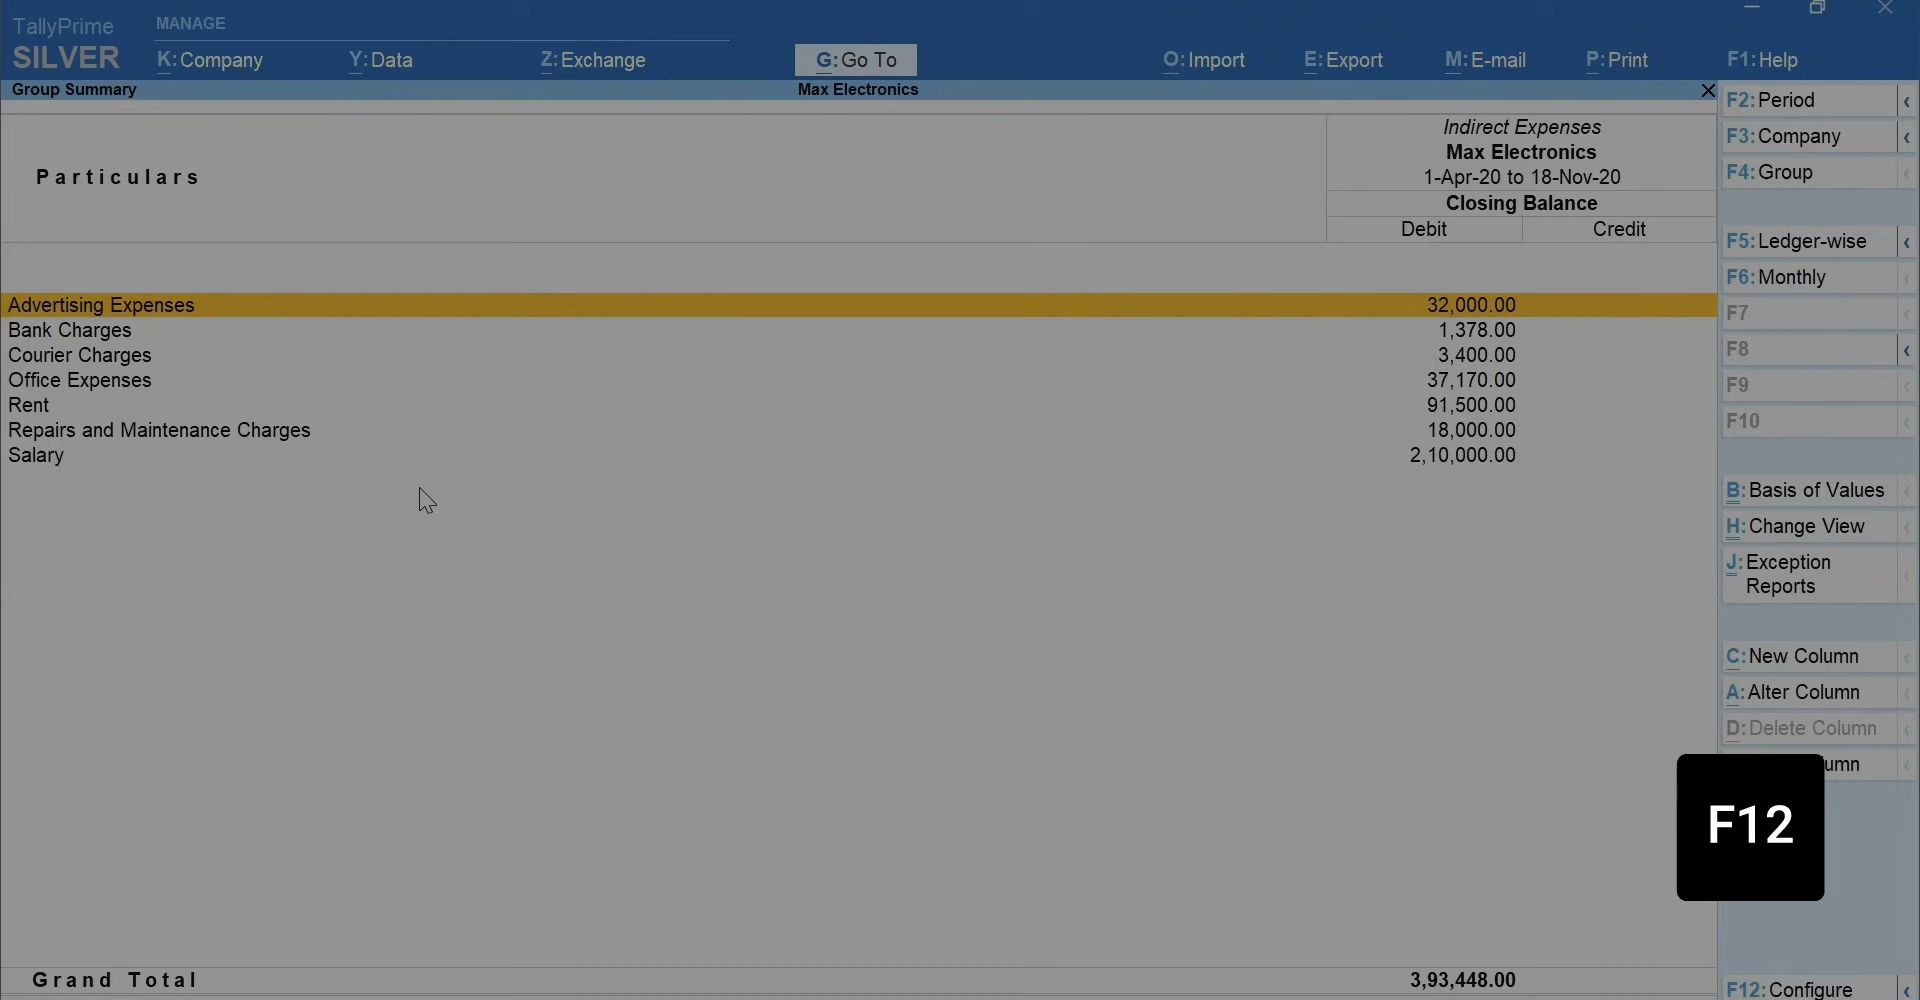 TallyPrime
MANAGE
SILVER
K: Company
Y: Data
Z: Exchange
G: Go To
O: Import
E: Export
M: E-mail
P: Print
F1: Help
Group Summary
Max Electronics
Particulars
Indirect Expenses
Max Electronics
1-Apr-20 to 18-Nov-20
Closing Balance
Debit Credit
Advertising Expenses 32,000.00
Bank Charges 1,378.00
Courier Charges 3,400.00
Office Expenses 37,170.00
Rent 91,500.00
Repairs and Maintenance Charges 18,000.00
Salary 2,10,000.00
Grand Total 3,93,448.00
F2: Period
F3: Company
F4: Group
F5: Ledger-wise
F6: Monthly
F7
F8
F9
F10
B: Basis of Values
H: Change View
J: Exception
Reports
C: New Column
A: Alter Column
D: Delete Column
F12
F12: Configure